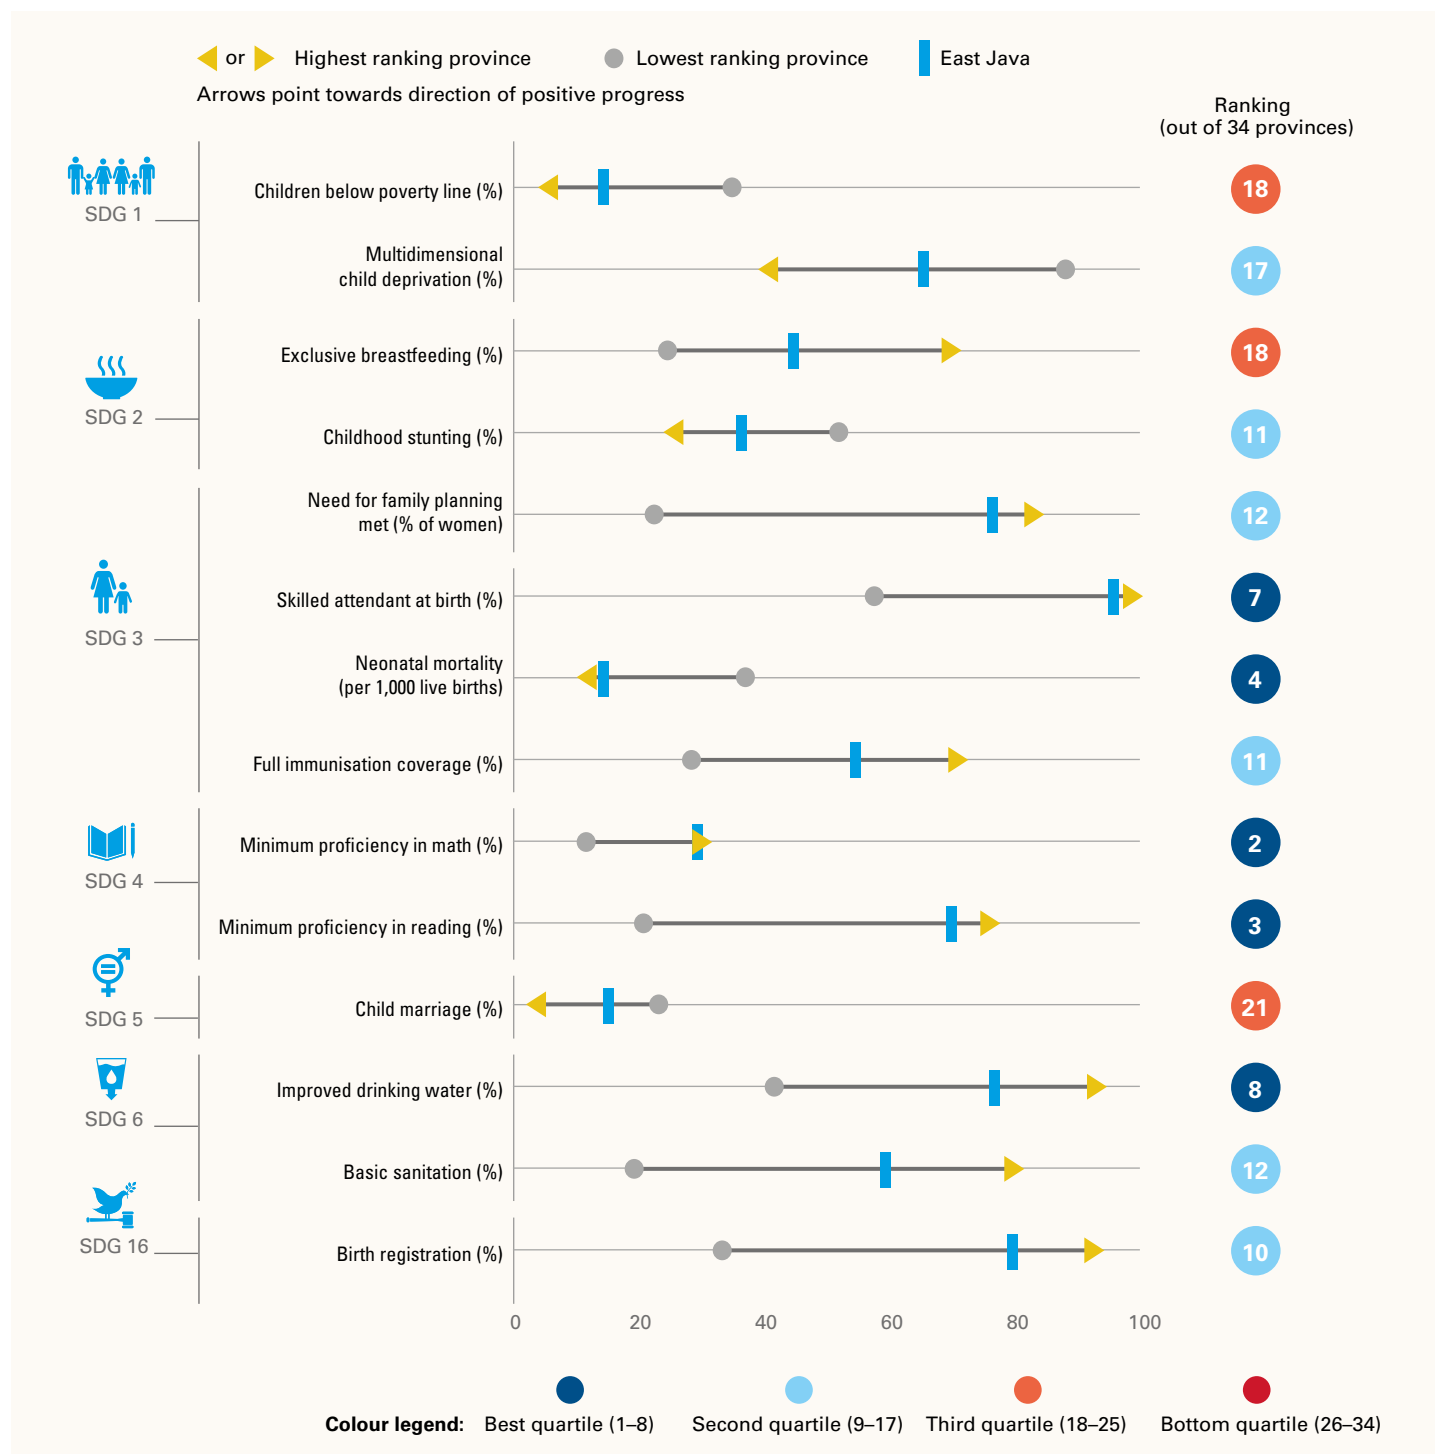 or Highest ranking province Lowest ranking province East Java
Arrows point towards direction of positive progress
Ranking
(out of 34 provinces)
SDG 1
Children below poverty line (%)
18
Multidimensional
child deprivation (%)
17
SDG 2
Exclusive breastfeeding (%)
18
Childhood stunting (%)
11
SDG 3
Need for family planning
met (% of women)
12
Skilled attendant at birth (%)
7
Neonatal mortality
(per 1,000 live births)
4
Full immunisation coverage (%)
11
SDG 4
Minimum proficiency in math (%)
2
Minimum proficiency in reading (%)
3
SDG 5
Child marriage (%)
21
SDG 6
Improved drinking water (%)
8
Basic sanitation (%)
12
SDG 16
Birth registration (%)
10
0 20 40 60 80 100
Colour legend: Best quartile (1–8) Second quartile (9–17) Third quartile (18–25) Bottom quartile (26–34)